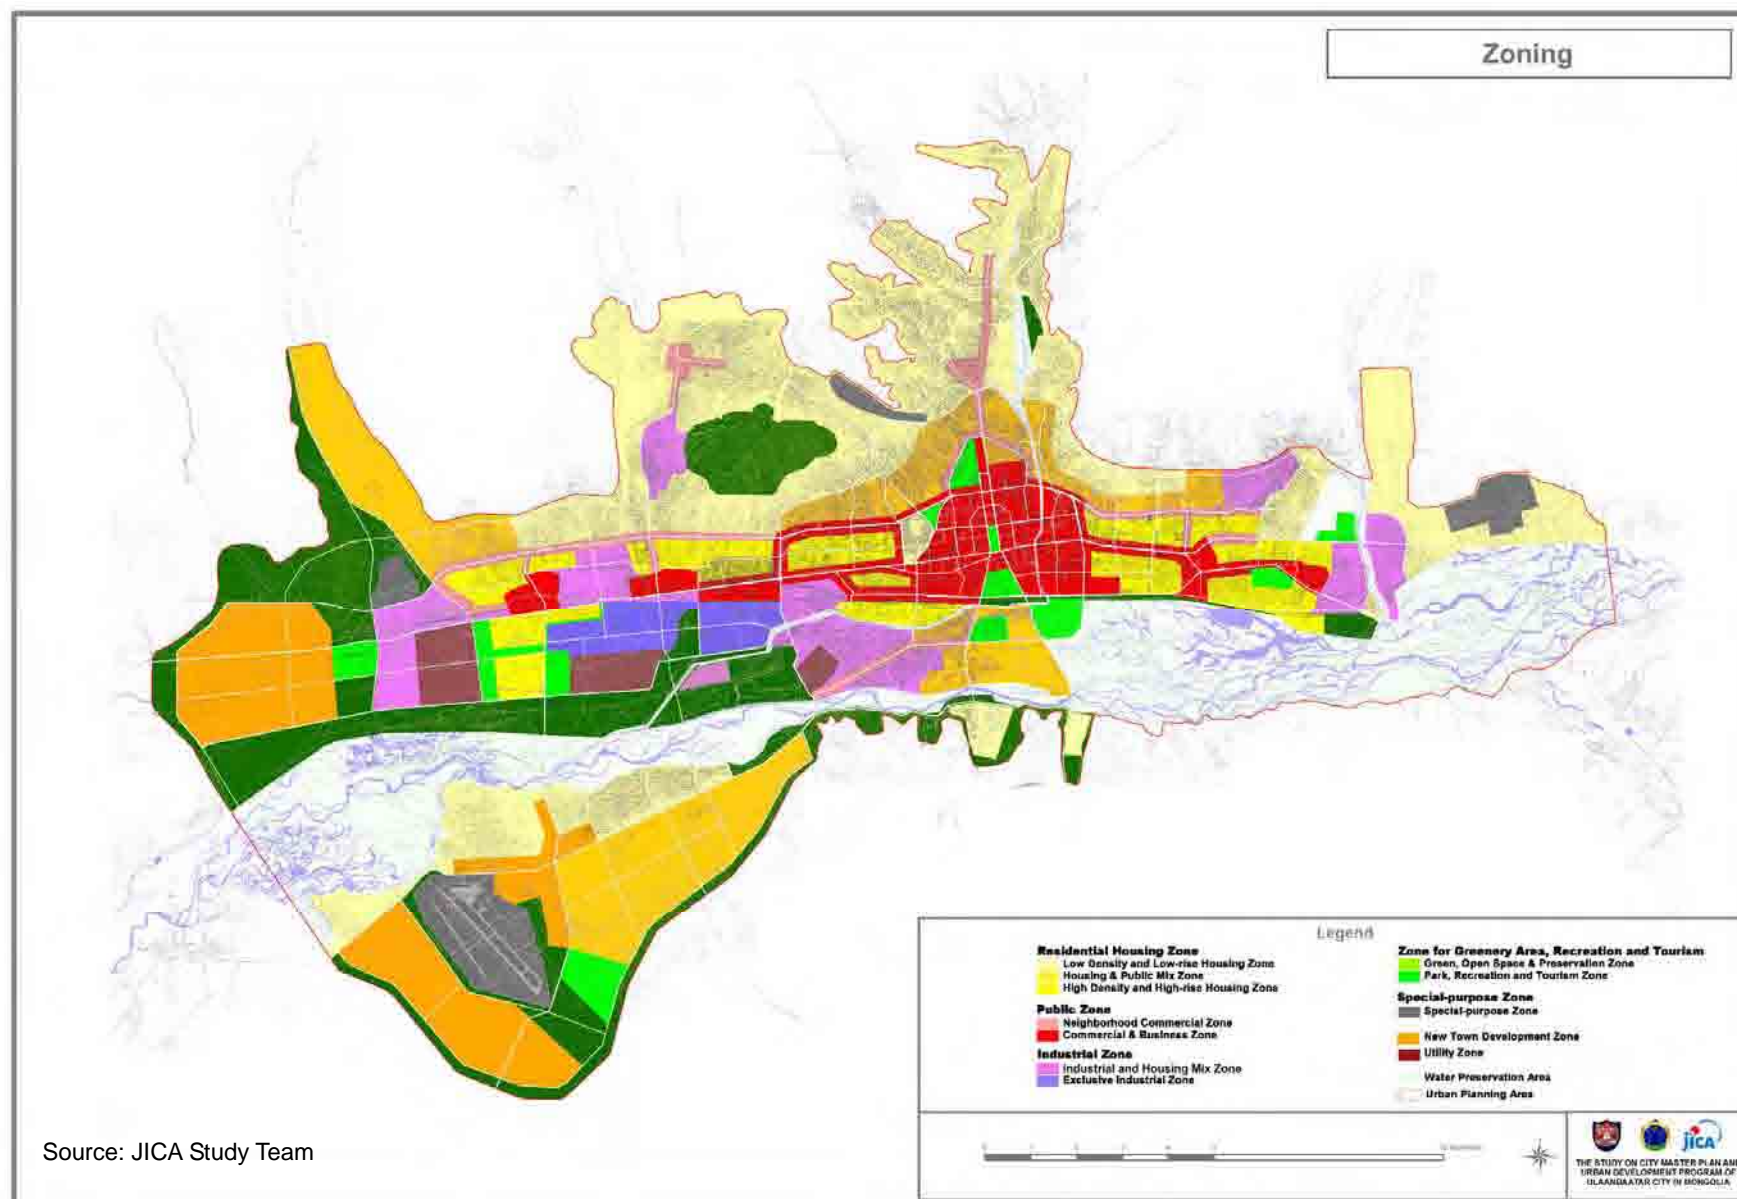 Zoning
Legend
Residential Housing Zone
Low Density and Low-rise Housing Zone
Housing & Public Mix Zone
High Density and High-rise Housing Zone
Public Zone
Neighborhood Commercial Zone
Commercial & Business Zone
Industrial Zone
Industrial and Housing Mix Zone
Exclusive Industrial Zone
Zone for Greenery Area, Recreation and Tourism
Green, Open Space & Preservation Zone
Park, Recreation and Tourism Zone
Special-purpose Zone
Special-purpose Zone
New Town Development Zone
Utility Zone
Water Preservation Area
Urban Planning Area
Source: JICA Study Team
jICA
THE STUDY ON CITY MASTER PLAN AND
URBAN DEVELOPMENT PROGRAM OF
ULAANBAATAR CITY IN MONGOLIA